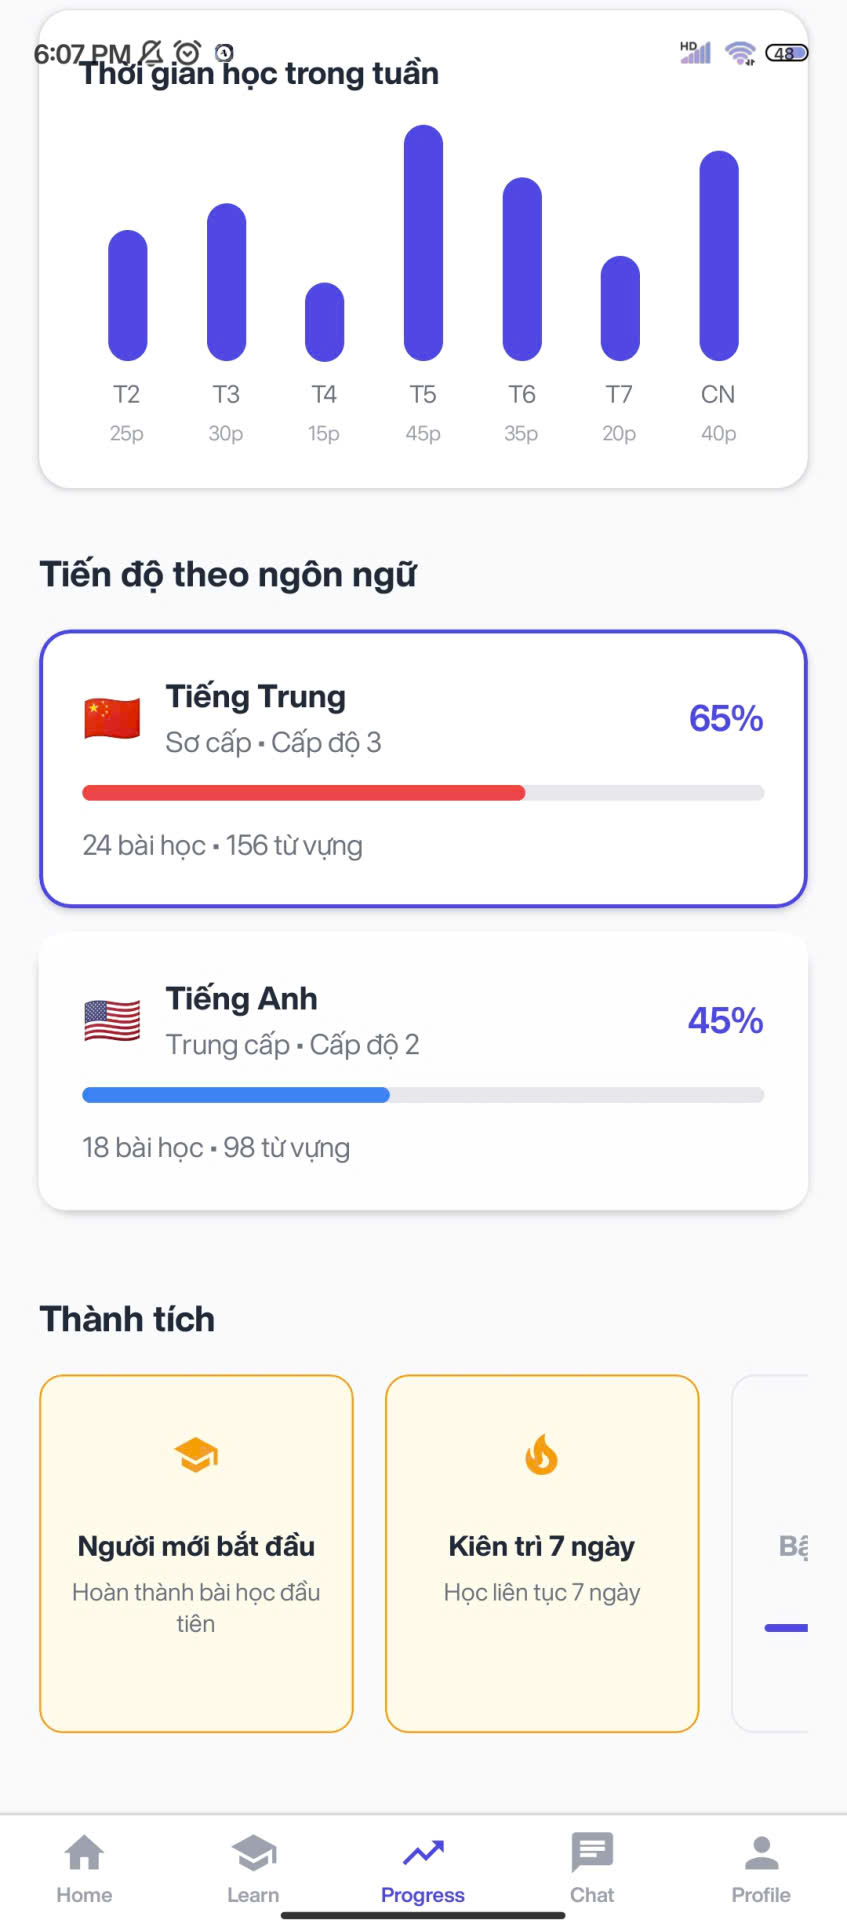 6:07 PM
HD
48
Thời gian học trong tuần
T2 T3 T4 T5 T6 T7 CN
25p 30p 15p 45p 35p 20p 40p
Tiến độ theo ngôn ngữ
Tiếng Trung
Sơ cấp • Cấp độ 3
65%
24 bài học • 156 từ vựng
Tiếng Anh
Trung cấp • Cấp độ 2
45%
18 bài học • 98 từ vựng
Thành tích
Người mới bắt đầu
Hoàn thành bài học đầu
tiên
Kiên trì 7 ngày
Học liên tục 7 ngày
Home Learn Progress Chat Profile